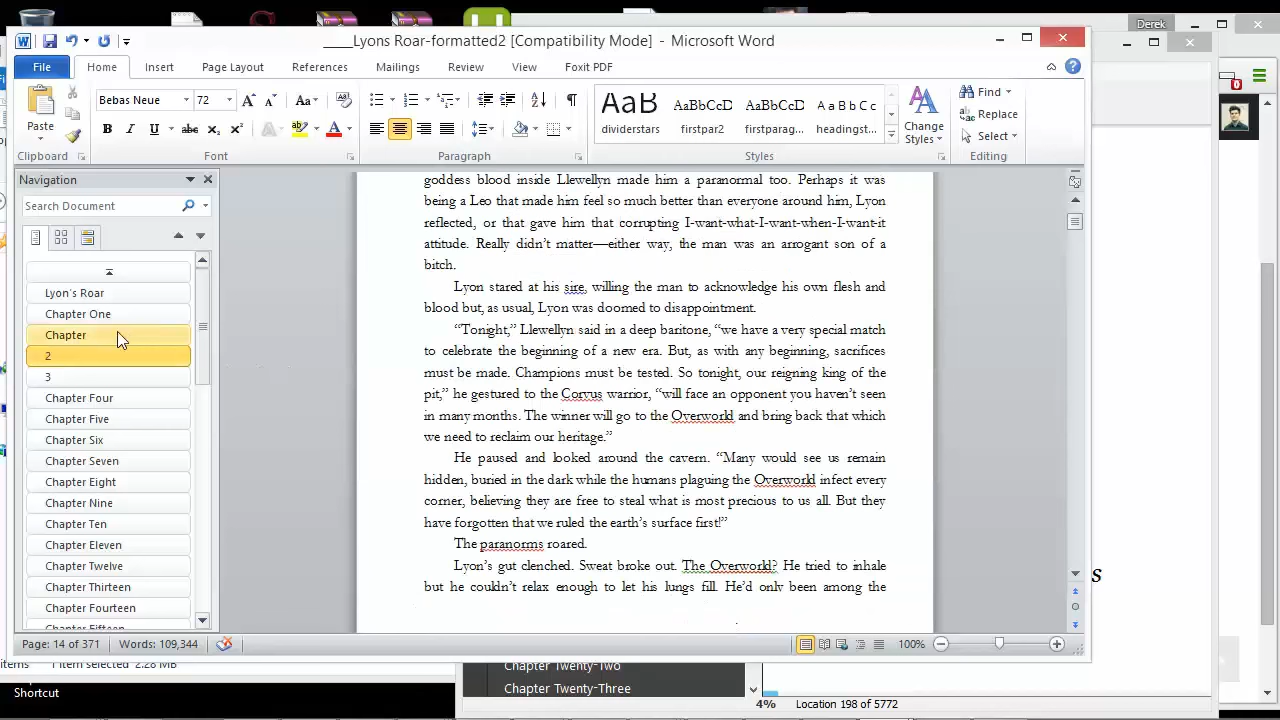 Derek
____Lyons Roar-formatted2 [Compatibility Mode] - Microsoft Word
File Home Insert Page Layout References Mailings Review View Foxit PDF
Paste
Clipboard
Bebas Neue 72
Font
Paragraph
AaB AaBbCcD AaBbCcD AaBbCc
dividerstars firstpar2 firstparag... headingst...
Change Styles
Styles
Find
Replace
Select
Editing
Navigation
Search Document
Lyon's Roar
Chapter One
Chapter
2
3
Chapter Four
Chapter Five
Chapter Six
Chapter Seven
Chapter Eight
Chapter Nine
Chapter Ten
Chapter Eleven
Chapter Twelve
Chapter Thirteen
Chapter Fourteen
Chapter Fifteen
goddess blood inside Llewellyn made him a paranormal too. Perhaps it was
being a Leo that made him feel so much better than everyone around him, Lyon
reflected, or that gave him that corrupting I-want-what-I-want-when-I-want-it
attitude. Really didn't matter—either way, the man was an arrogant son of a
bitch.
Lyon stared at his sire, willing the man to acknowledge his own flesh and
blood but, as usual, Lyon was doomed to disappointment.
“Tonight,” Llewellyn said in a deep baritone, “we have a very special match
to celebrate the beginning of a new era. But, as with any beginning, sacrifices
must be made. Champions must be tested. So tonight, our reigning king of the
pit,” he gestured to the Corvus warrior, “will face an opponent you haven't seen
in many months. The winner will go to the Overworld and bring back that which
we need to reclaim our heritage.”
He paused and looked around the cavern. “Many would see us remain
hidden, buried in the dark while the humans plaguing the Overworld infect every
corner, believing they are free to steal what is most precious to us all. But they
have forgotten that we ruled the earth's surface first!”
The paranorms roared.
Lyon's gut clenched. Sweat broke out. The Overworld? He tried to inhale
but he couldn't relax enough to let his lungs fill. He'd only been among the
Page: 14 of 371 Words: 109,344 100%
items 1 item selected 2.28 MB
Shortcut
Chapter Twenty-Two
Chapter Twenty-Three
4% Location 198 of 5772
s